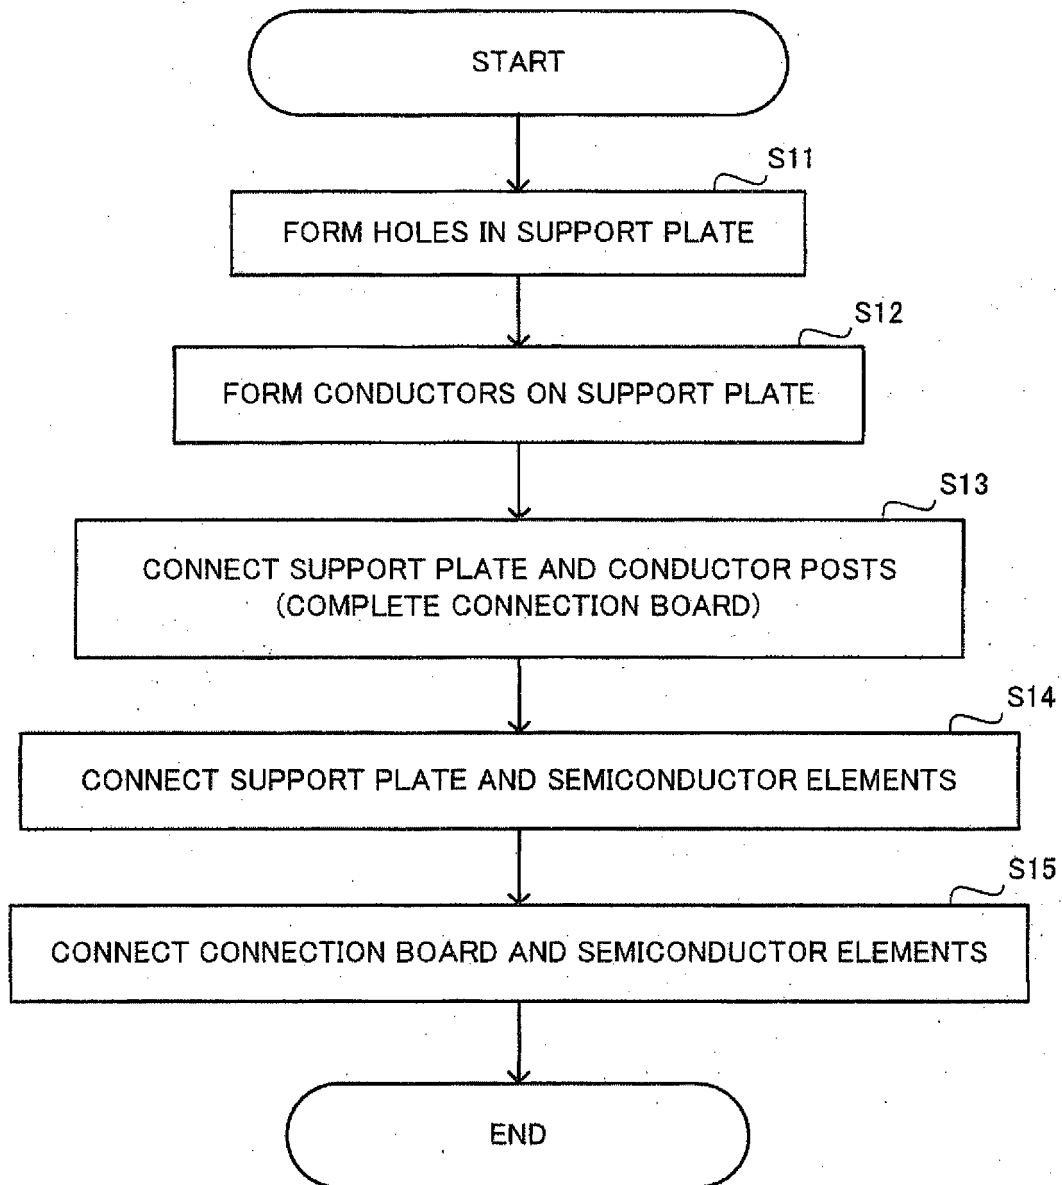 START
S11
FORM HOLES IN SUPPORT PLATE
S12
FORM CONDUCTORS ON SUPPORT PLATE
S13
CONNECT SUPPORT PLATE AND CONDUCTOR POSTS
(COMPLETE CONNECTION BOARD)
S14
CONNECT SUPPORT PLATE AND SEMICONDUCTOR ELEMENTS
S15
CONNECT CONNECTION BOARD AND SEMICONDUCTOR ELEMENTS
END